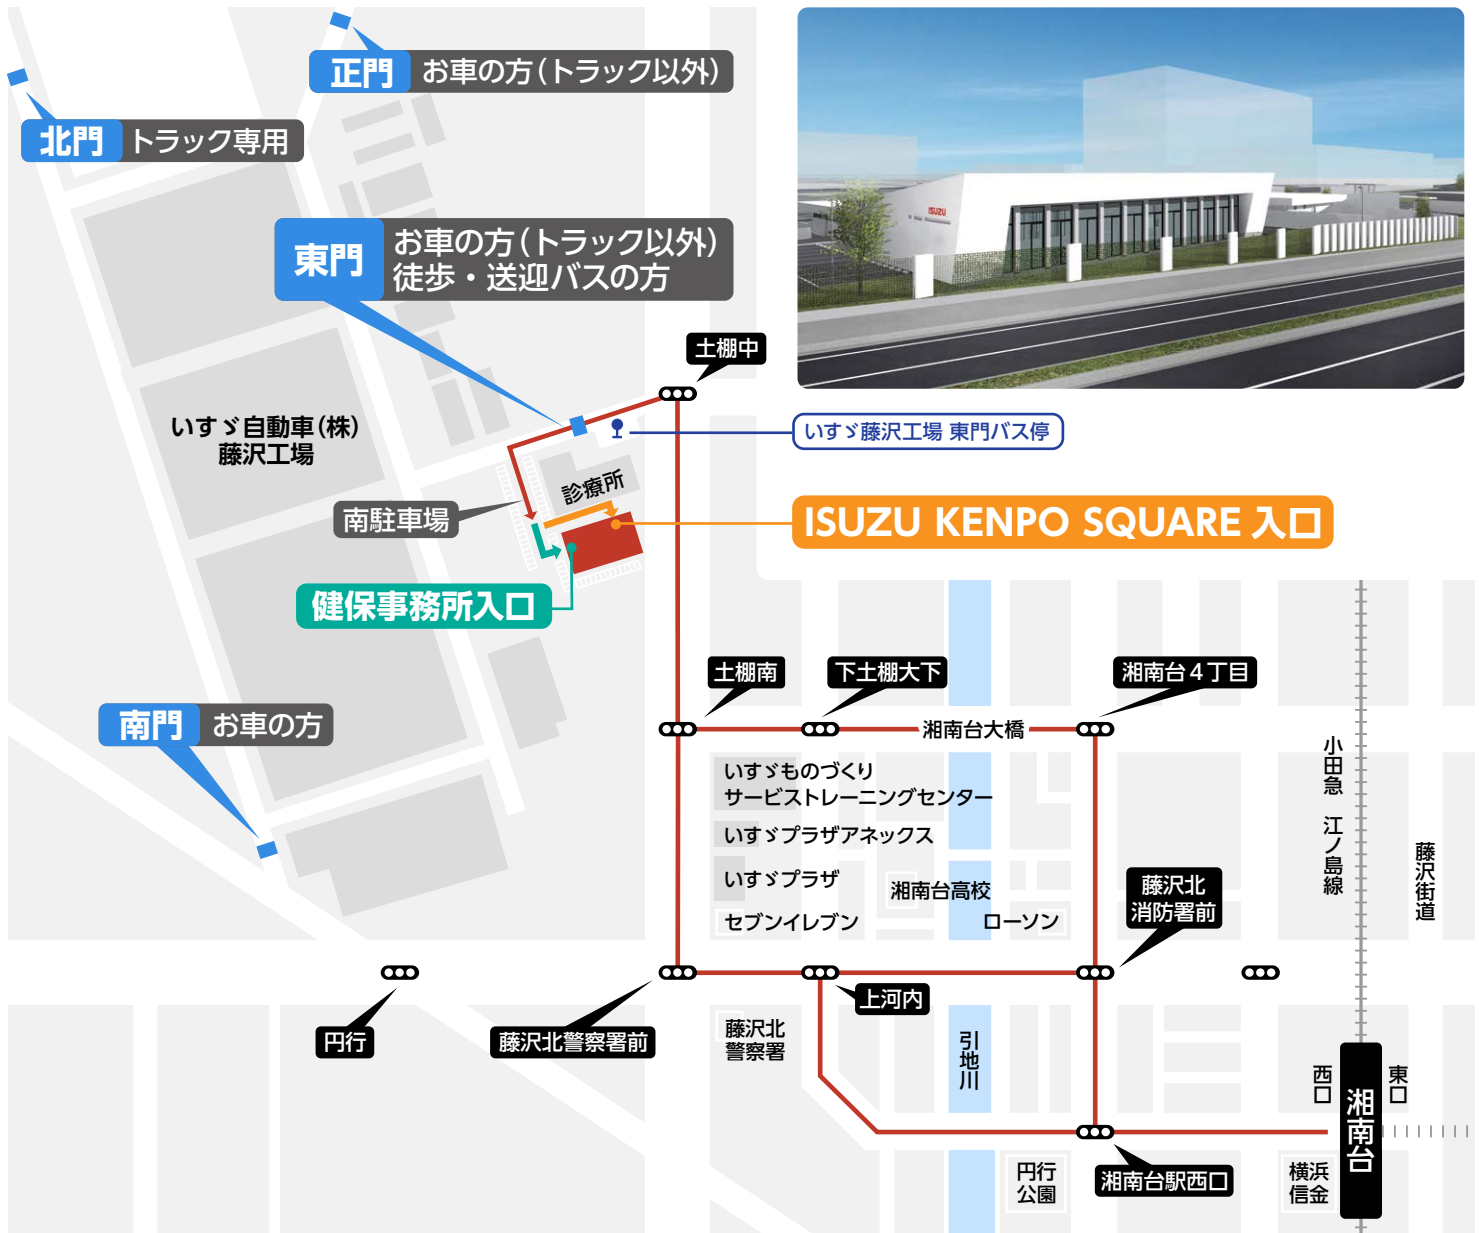 正門 お車の方(トラック以外)
北門 トラック専用
東門 お車の方(トラック以外)
徒歩・送迎バスの方
ISUZU
土棚中
いすゞ自動車(株)
藤沢工場
いすゞ藤沢工場 東門バス停
診療所
南駐車場
ISUZU KENPO SQUARE 入口
健保事務所入口
土棚南
下土棚大下
湘南台4丁目
南門 お車の方
湘南台大橋
小田急 江ノ島線
いすゞものづくり
サービストレーニングセンター
いすゞプラザアネックス
いすゞプラザ
湘南台高校
藤沢街道
セブンイレブン
ローソン
藤沢北
消防署前
円行
藤沢北警察署前
上河内
藤沢北
警察署
引地川
西口
東口
湘南台
円行
公園
湘南台駅西口
横浜
信金